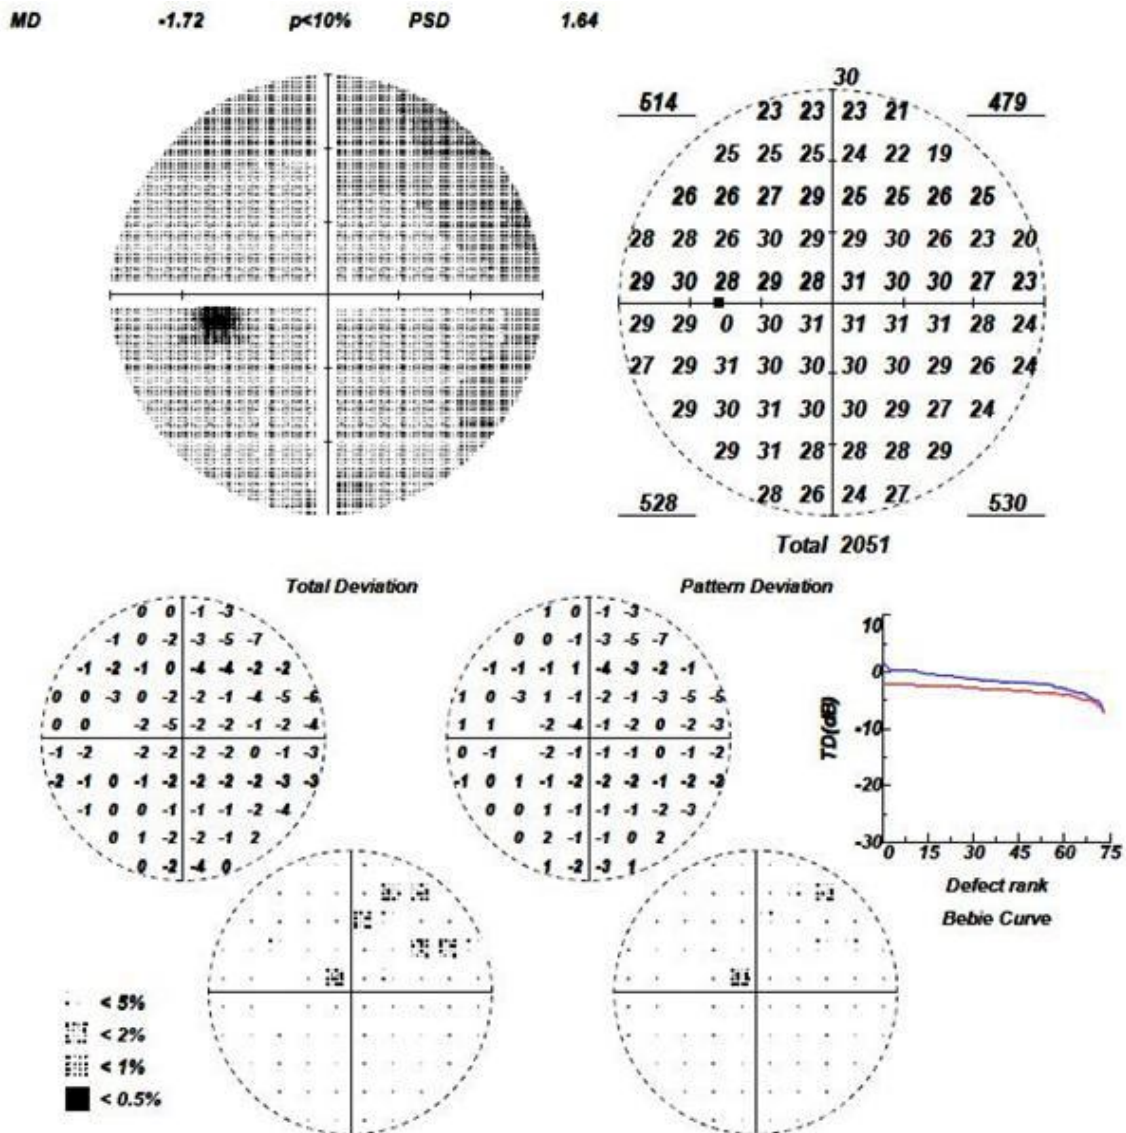 MD -1.72 p<10% PSD 1.64
30
514 479
23 23 23 21
25 25 25 24 22 19
26 26 27 29 25 25 26 25
28 28 26 30 29 29 30 26 23 20
29 30 28 29 28 31 30 30 27 23
29 29 0 30 31 31 31 31 28 24
27 29 31 30 30 30 30 29 26 24
29 30 31 30 30 29 27 24
29 31 28 28 28 29
28 26 24 27
528 530
Total 2051
Total Deviation
0 0 -1 -3
-1 0 -2 -3 -5 -7
-1 -2 -1 0 -4 -4 -2 -2
0 0 -3 0 -2 -2 -1 -4 -5 -6
0 0 -2 -5 -2 -2 -1 -2 -4
-1 -2 -2 -2 -2 -2 -2 0 -3
-2 -1 0 -2 -2 -2 -2 -2 -3 -3
-1 0 0 -1 -1 -1 -2 -4
0 1 -2 -2 -1 2
0 -2 -4 0
Pattern Deviation
1 0 -1 -3
0 0 -1 -3 -5 -7
-1 -1 -1 1 -4 -3 -2 -1
1 0 -3 1 -1 -2 -1 -3 -5 -5
1 1 -2 -4 -1 -2 0 -2 -3
0 -1 -2 -1 -1 -1 -1 0 -2
-1 0 1 -1 -2 -2 -2 -1 -2 -2
0 0 1 -1 -1 -1 -2 -3
0 2 -1 -1 0 2
1 -2 -3 1
10
0
-10
-20
-30
TD(dB)
0 15 30 45 60 75
Defect rank
Bebie Curve
< 5%
< 2%
< 1%
< 0.5%